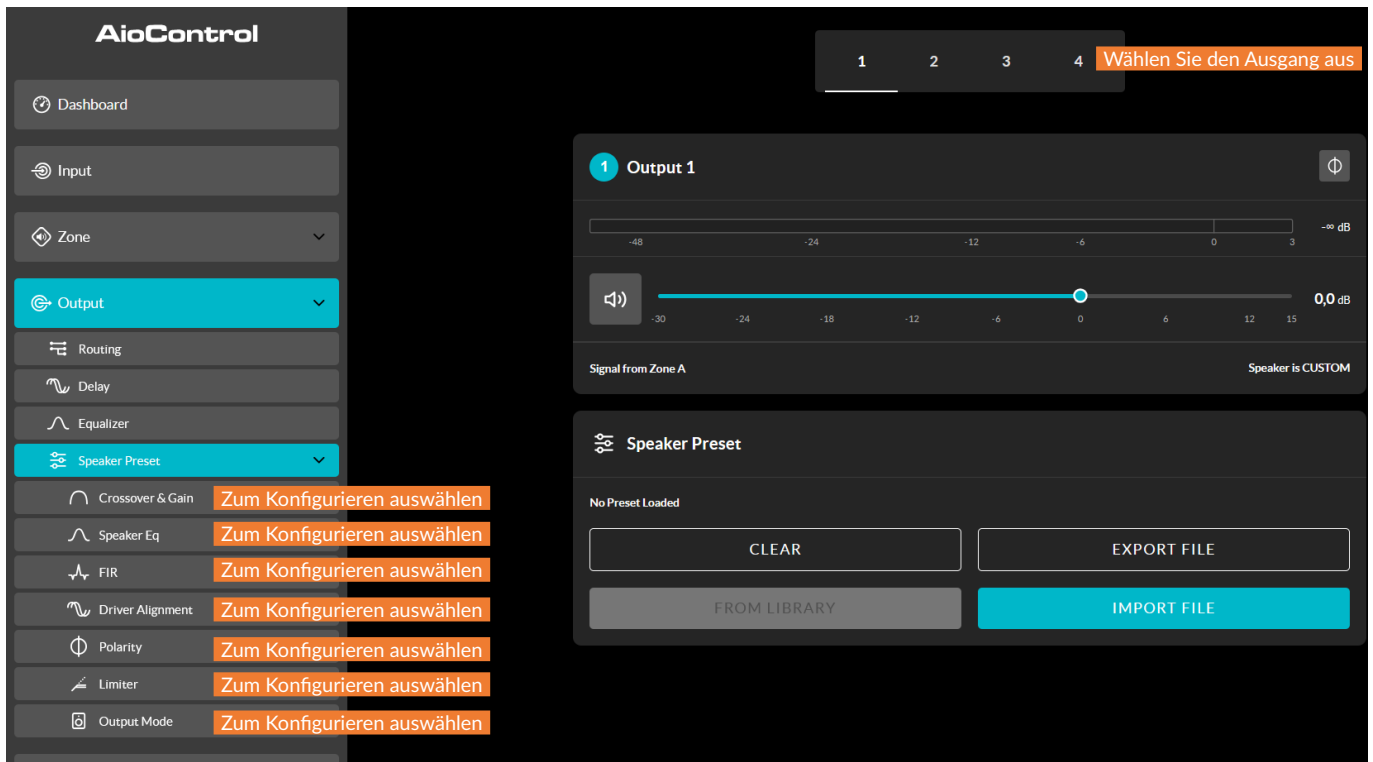 AioControl
Dashboard
Input
Zone
Output
Routing
Delay
Equalizer
Speaker Preset
Crossover & Gain Zum Konfigurieren auswählen
Speaker Eq Zum Konfigurieren auswählen
FIR Zum Konfigurieren auswählen
Driver Alignment Zum Konfigurieren auswählen
Polarity Zum Konfigurieren auswählen
Limiter Zum Konfigurieren auswählen
Output Mode Zum Konfigurieren auswählen
1 2 3 4 Wählen Sie den Ausgang aus
1 Output 1
-∞ dB
-48 -24 -12 -6 0 3
0,0 dB
-30 -24 -18 -12 -6 0 6 12 15
Signal from Zone A Speaker is CUSTOM
Speaker Preset
No Preset Loaded
CLEAR EXPORT FILE
FROM LIBRARY IMPORT FILE